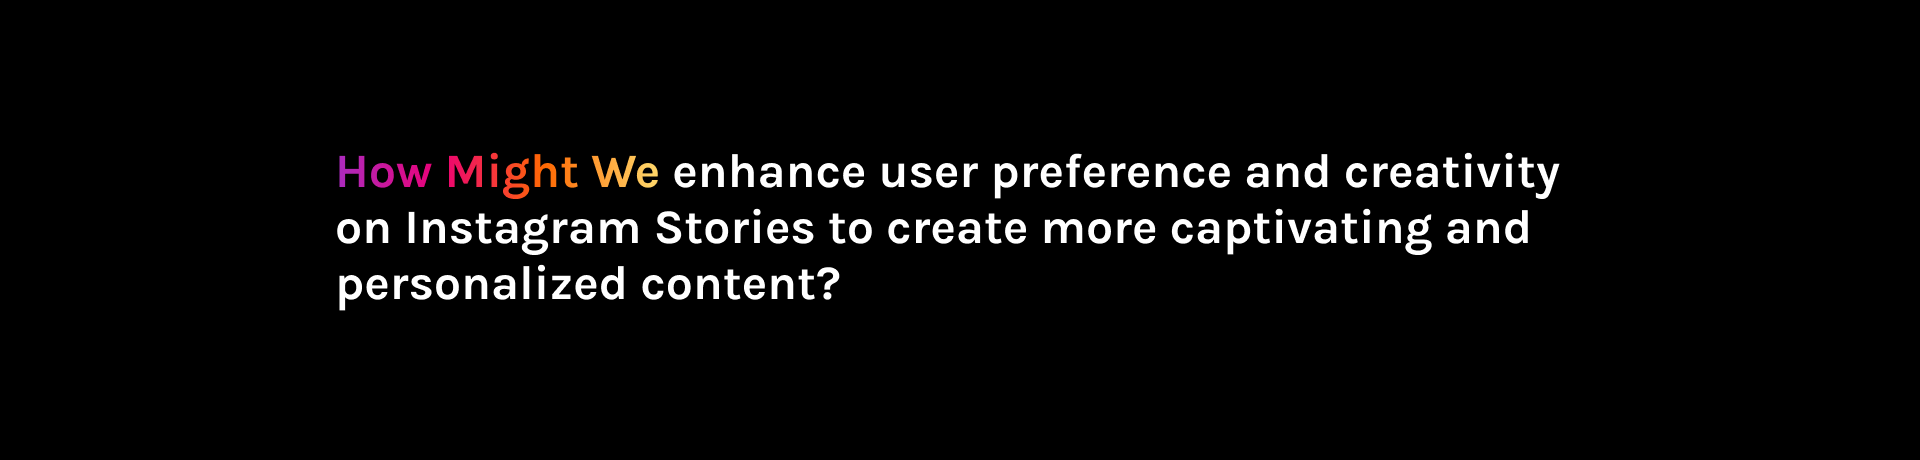 How Might We enhance user preference and creativity
on Instagram Stories to create more captivating and
personalized content?